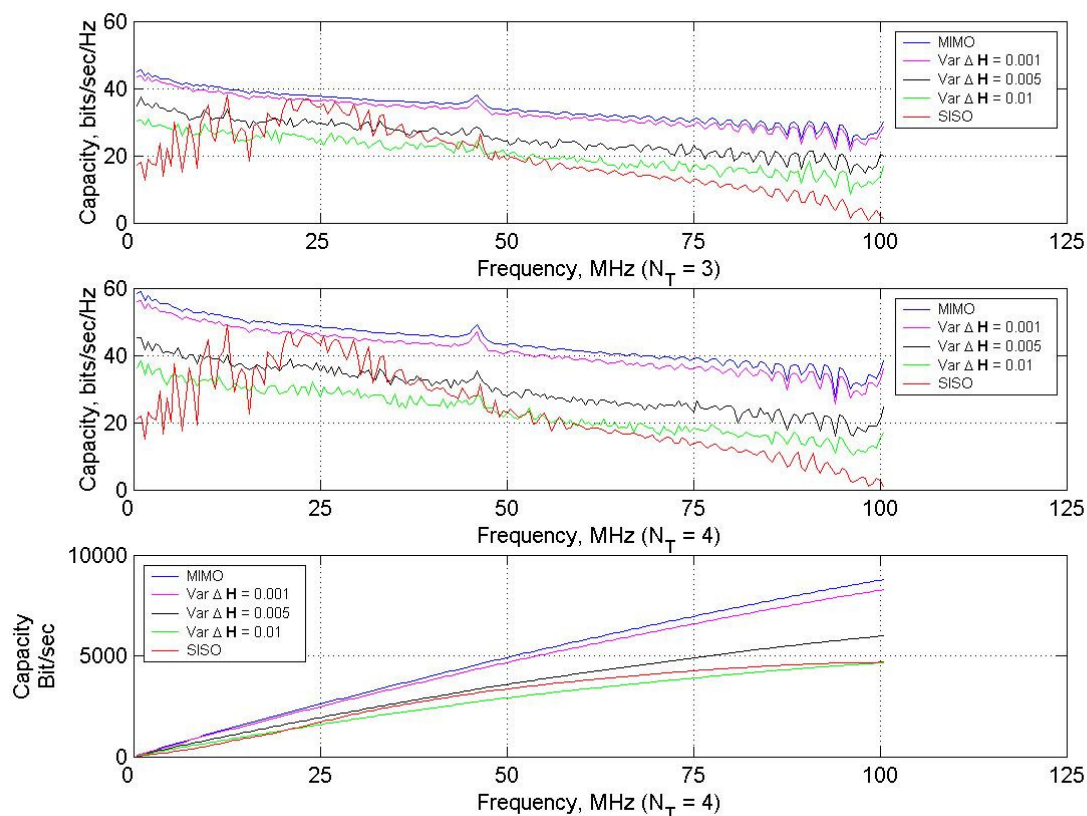 60
40
20
0
Capacity, bits/sec/Hz
MIMO
Var Δ H = 0.001
Var Δ H = 0.005
Var Δ H = 0.01
SISO
0 25 50 75 100 125
Frequency, MHz (N_T = 3)
60
40
20
0
Capacity, bits/sec/Hz
MIMO
Var Δ H = 0.001
Var Δ H = 0.005
Var Δ H = 0.01
SISO
0 25 50 75 100 125
Frequency, MHz (N_T = 4)
10000
5000
0
Capacity
Bit/sec
MIMO
Var Δ H = 0.001
Var Δ H = 0.005
Var Δ H = 0.01
SISO
0 25 50 75 100 125
Frequency, MHz (N_T = 4)